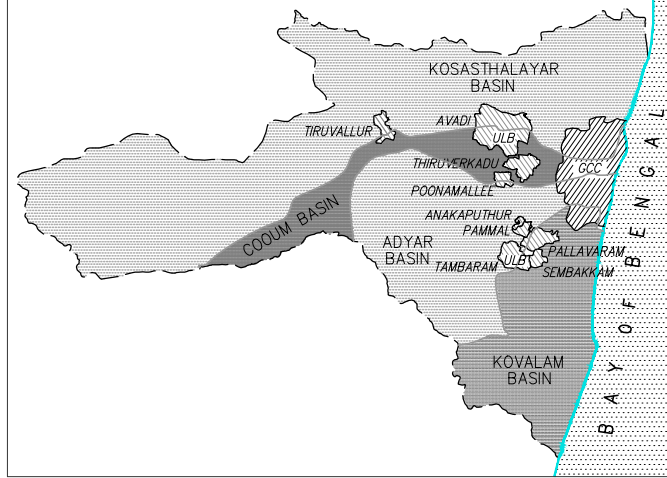 KOSASTHALAYAR
BASIN
AVADI
TIRUVALLUR
ULB
THIRUVERKADU
GCC
POONAMALLEE
COOUM BASIN
ANAKAPUTHUR
PAMMAL
ADYAR
BASIN
PALLAVARAM
TAMBARAM
ULB
SEMBAKKAM
KOVALAM
BASIN
BAY OF BENGAL